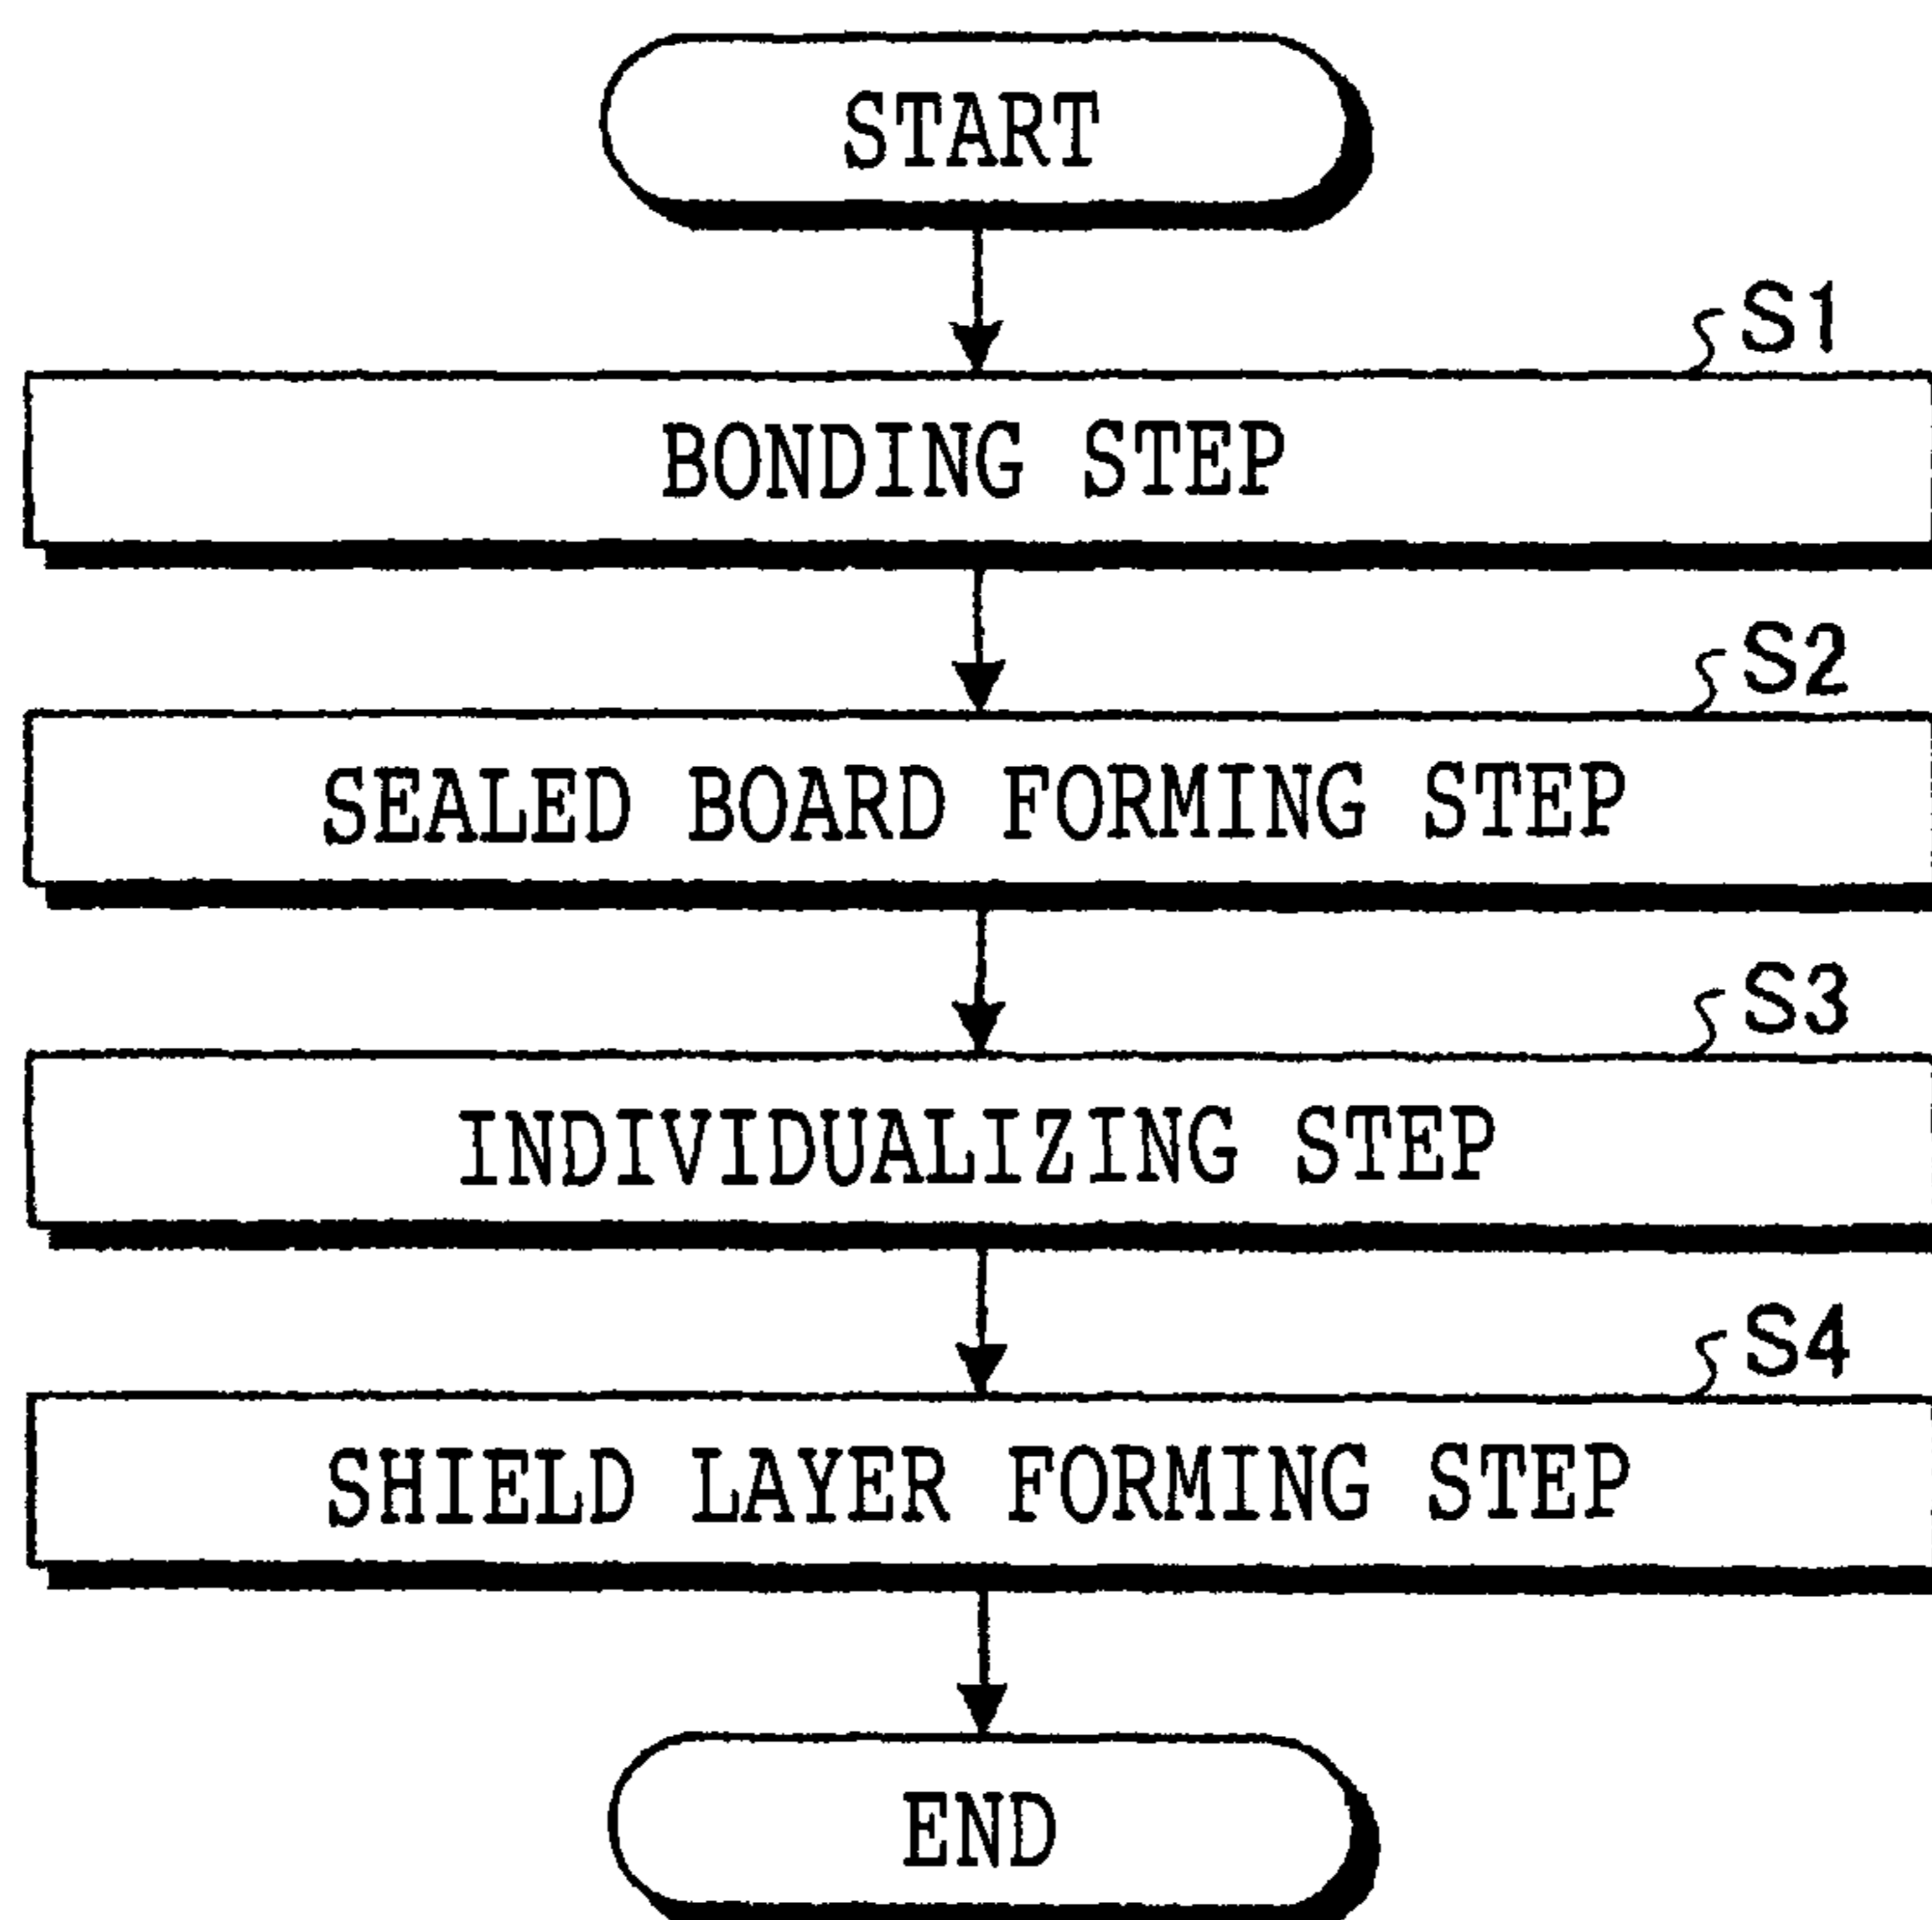 START
S1
BONDING STEP
S2
SEALED BOARD FORMING STEP
S3
INDIVIDUALIZING STEP
S4
SHIELD LAYER FORMING STEP
END